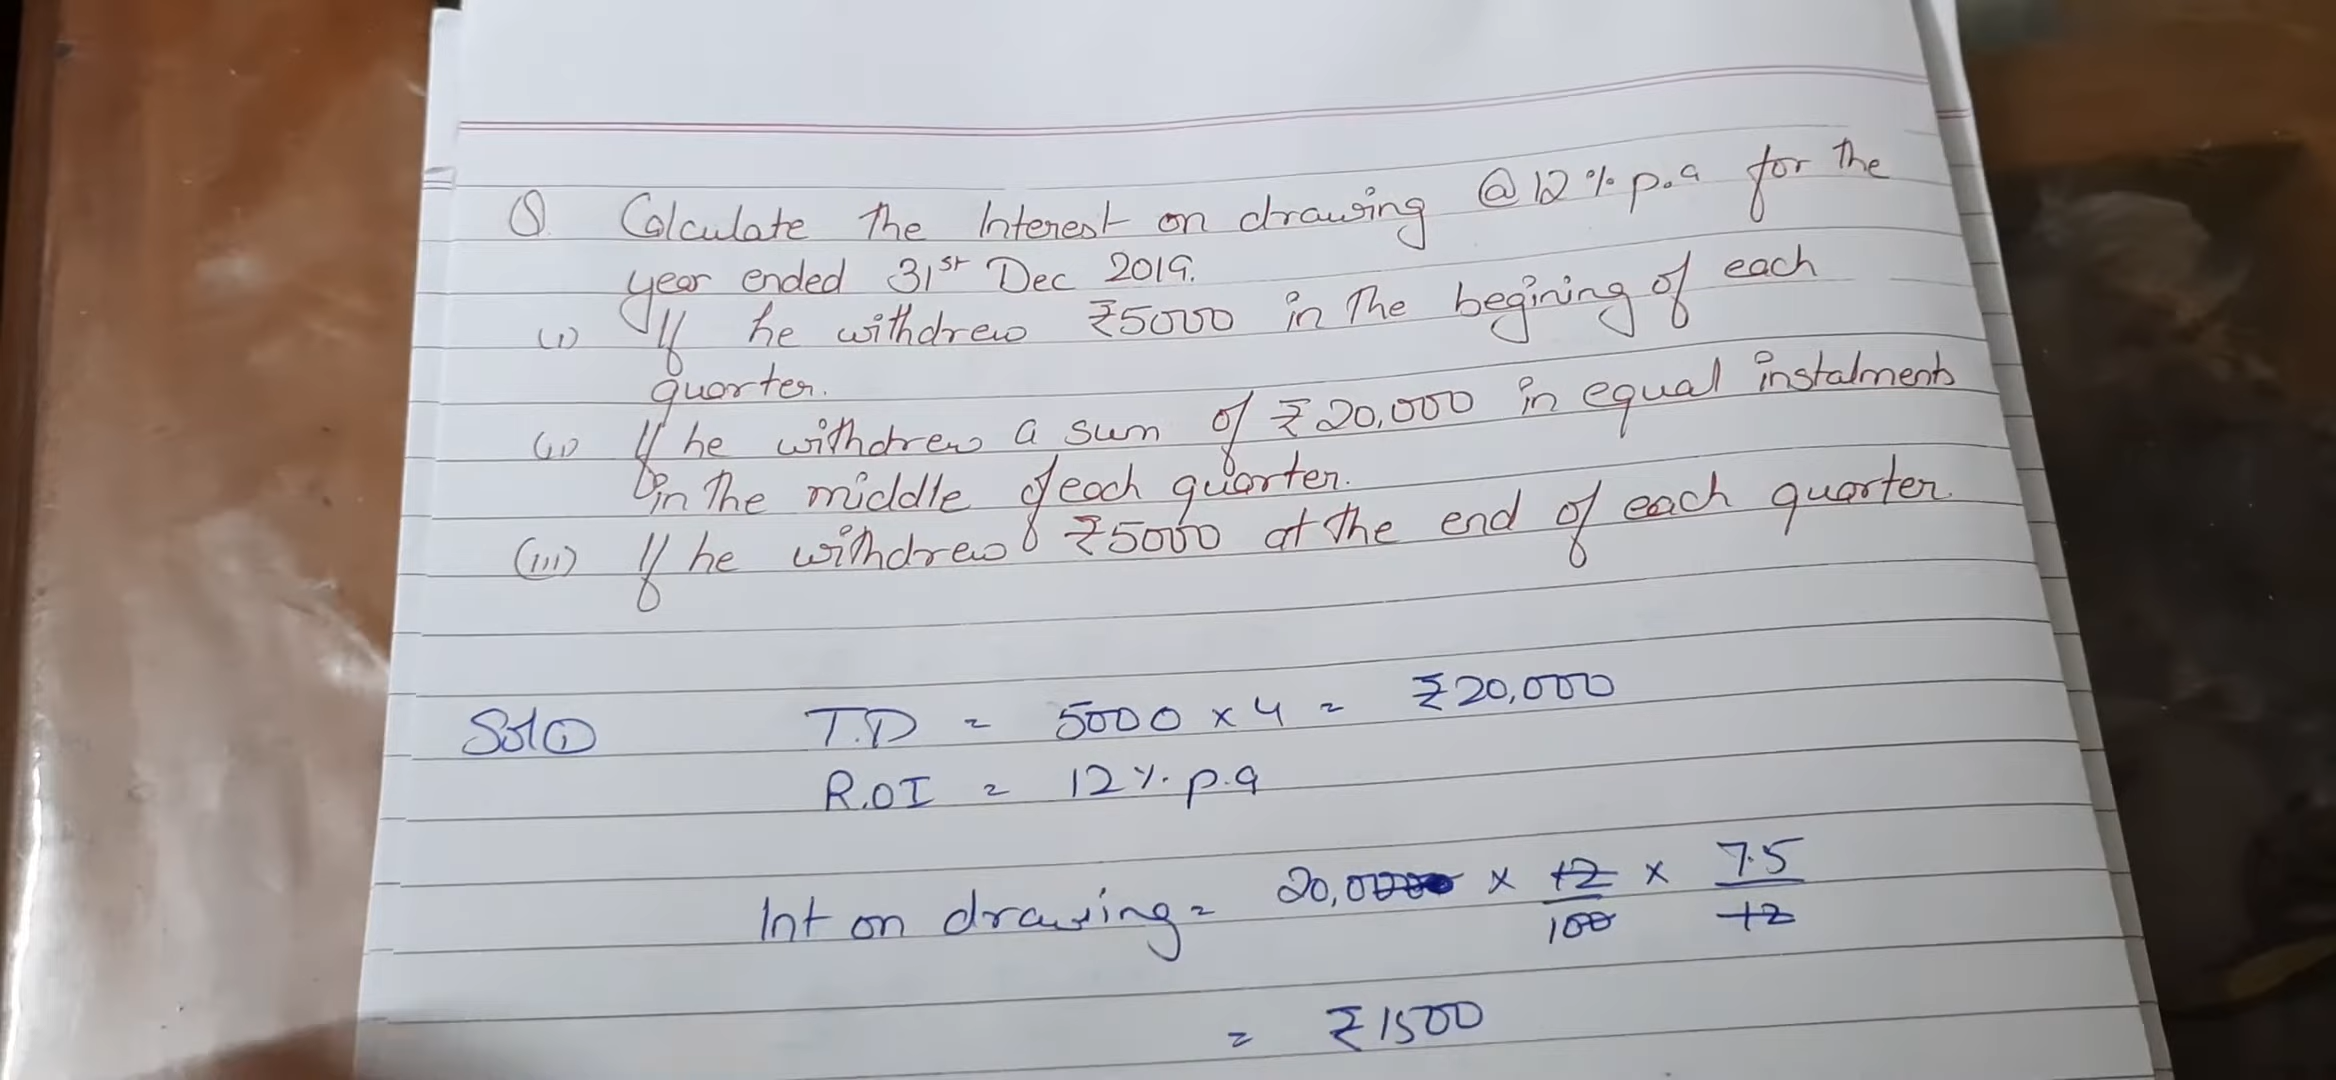 Q. Calculate the Interest on drawing @ 12% p.a for the
year ended 31st Dec 2019.
(i) If he withdrew ₹5000 in the begining of each
quarter.
(ii) If he withdrew a sum of ₹20,000 in equal instalments
in the middle of each quarter.
(iii) If he withdrew ₹5000 at the end of each quarter.
Sol ① T.D = 5000 × 4 = ₹20,000
R.OI = 12% p.a
Int on drawing = 20,000 × 12/100 × 7.5/12
= ₹1500